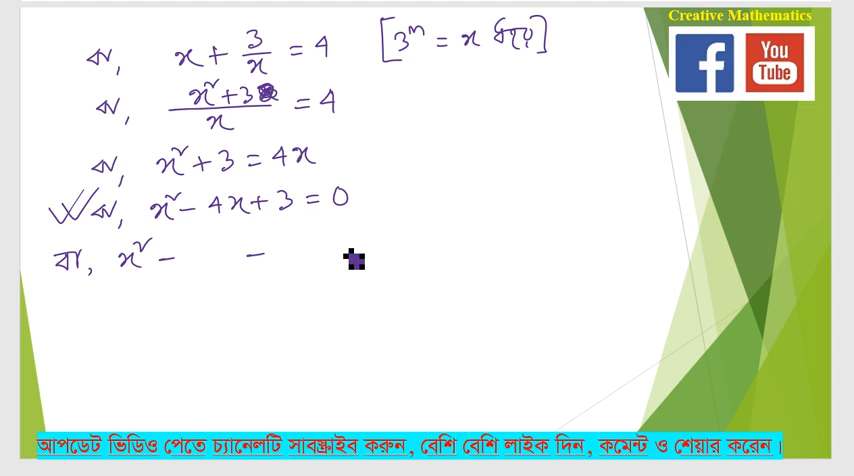 Creative Mathematics
বা, x + 3/x = 4 [3^m = x ধরে]
f You Tube
বা, (x² + 3)/x = 4
বা, x² + 3 = 4x
বা, x² - 4x + 3 = 0
বা, x² - -
আপডেট ভিডিও পেতে চ্যানেলটি সাবস্ক্রাইব করুন, বেশি বেশি লাইক দিন, কমেন্ট ও শেয়ার করেন।